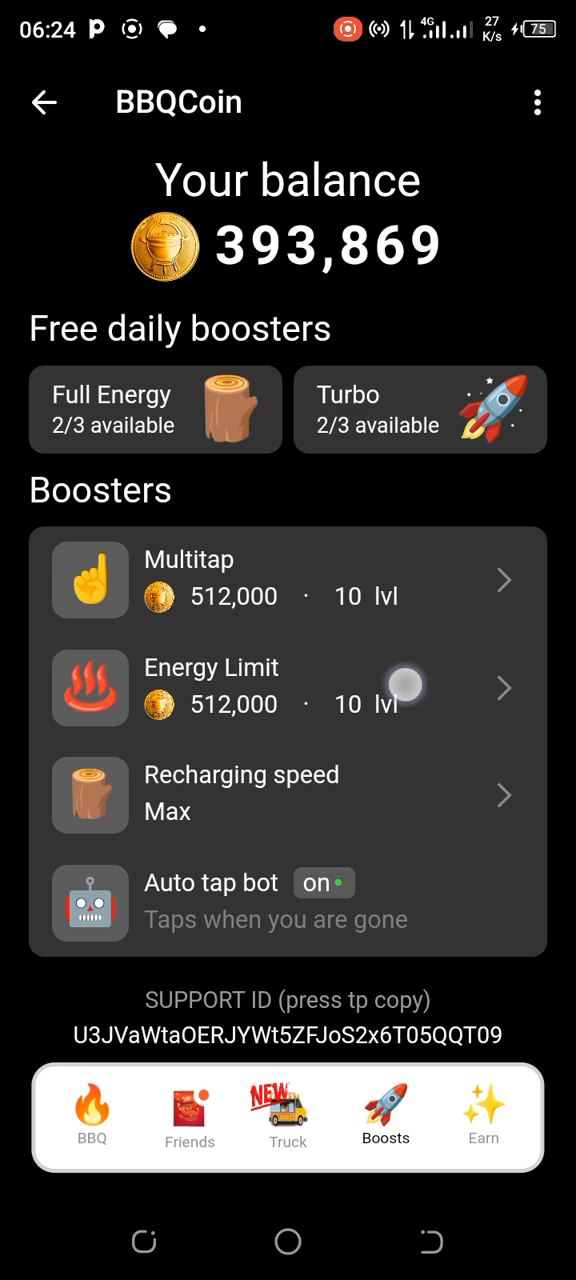 06:24 4G 27 K/s 75
BBQCoin
Your balance
393,869
Free daily boosters
Full Energy
2/3 available
Turbo
2/3 available
Boosters
Multitap
512,000 · 10 lvl
Energy Limit
512,000 · 10 lvl
Recharging speed
Max
Auto tap bot on
Taps when you are gone
SUPPORT ID (press tp copy)
U3JVaWtaOERJYWt5ZFJoS2x6T05QQT09
NEW
BBQ Friends Truck Boosts Earn